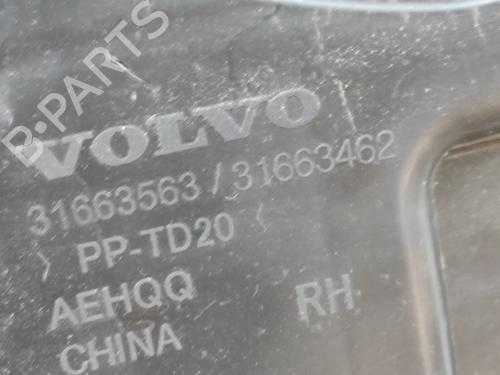 B-PARTS
VOLVO
31663563 / 31663462
> PP-TD20 <
AEHQQ RH
CHINA